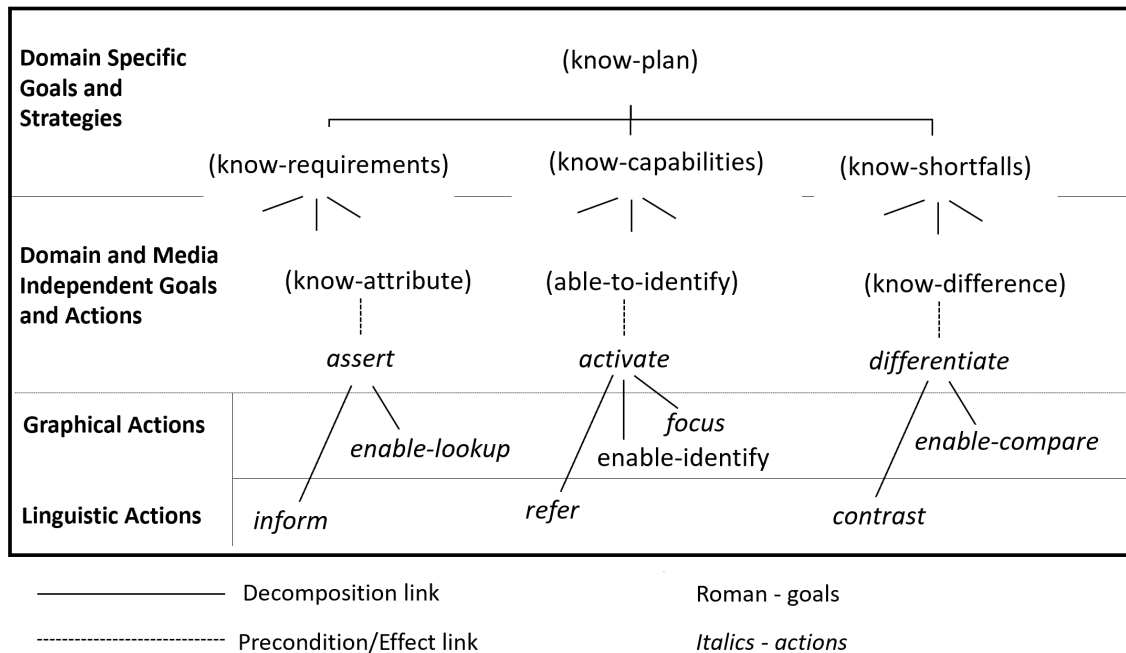 Domain Specific
Goals and
Strategies
(know-plan)
(know-requirements)
(know-capabilities)
(know-shortfalls)
Domain and Media
Independent Goals
and Actions
(know-attribute)
(able-to-identify)
(know-difference)
assert
activate
differentiate
Graphical Actions
enable-lookup
focus
enable-identify
enable-compare
Linguistic Actions
inform
refer
contrast
Decomposition link
Roman - goals
Precondition/Effect link
Italics - actions